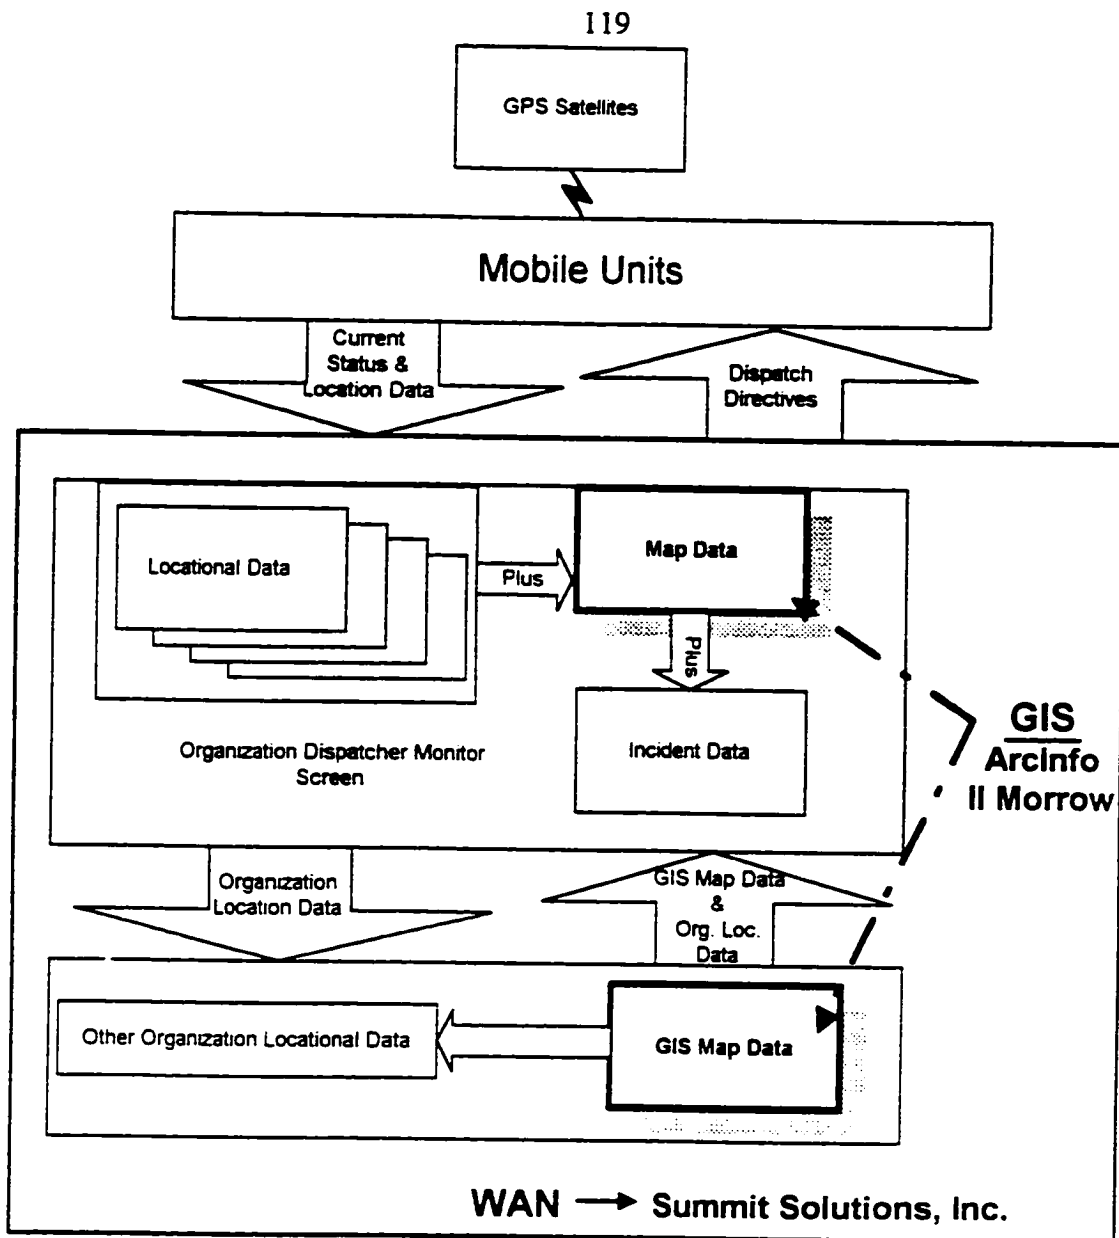 119
GPS Satellites
Mobile Units
Current
Status &
Location Data
Dispatch
Directives
Locational Data
Plus
Map Data
Plus
Organization Dispatcher Monitor
Screen
Incident Data
GIS
ArcInfo
II Morrow
Organization
Location Data
GIS Map Data
&
Org. Loc.
Data
Other Organization Locational Data
GIS Map Data
WAN → Summit Solutions, Inc.